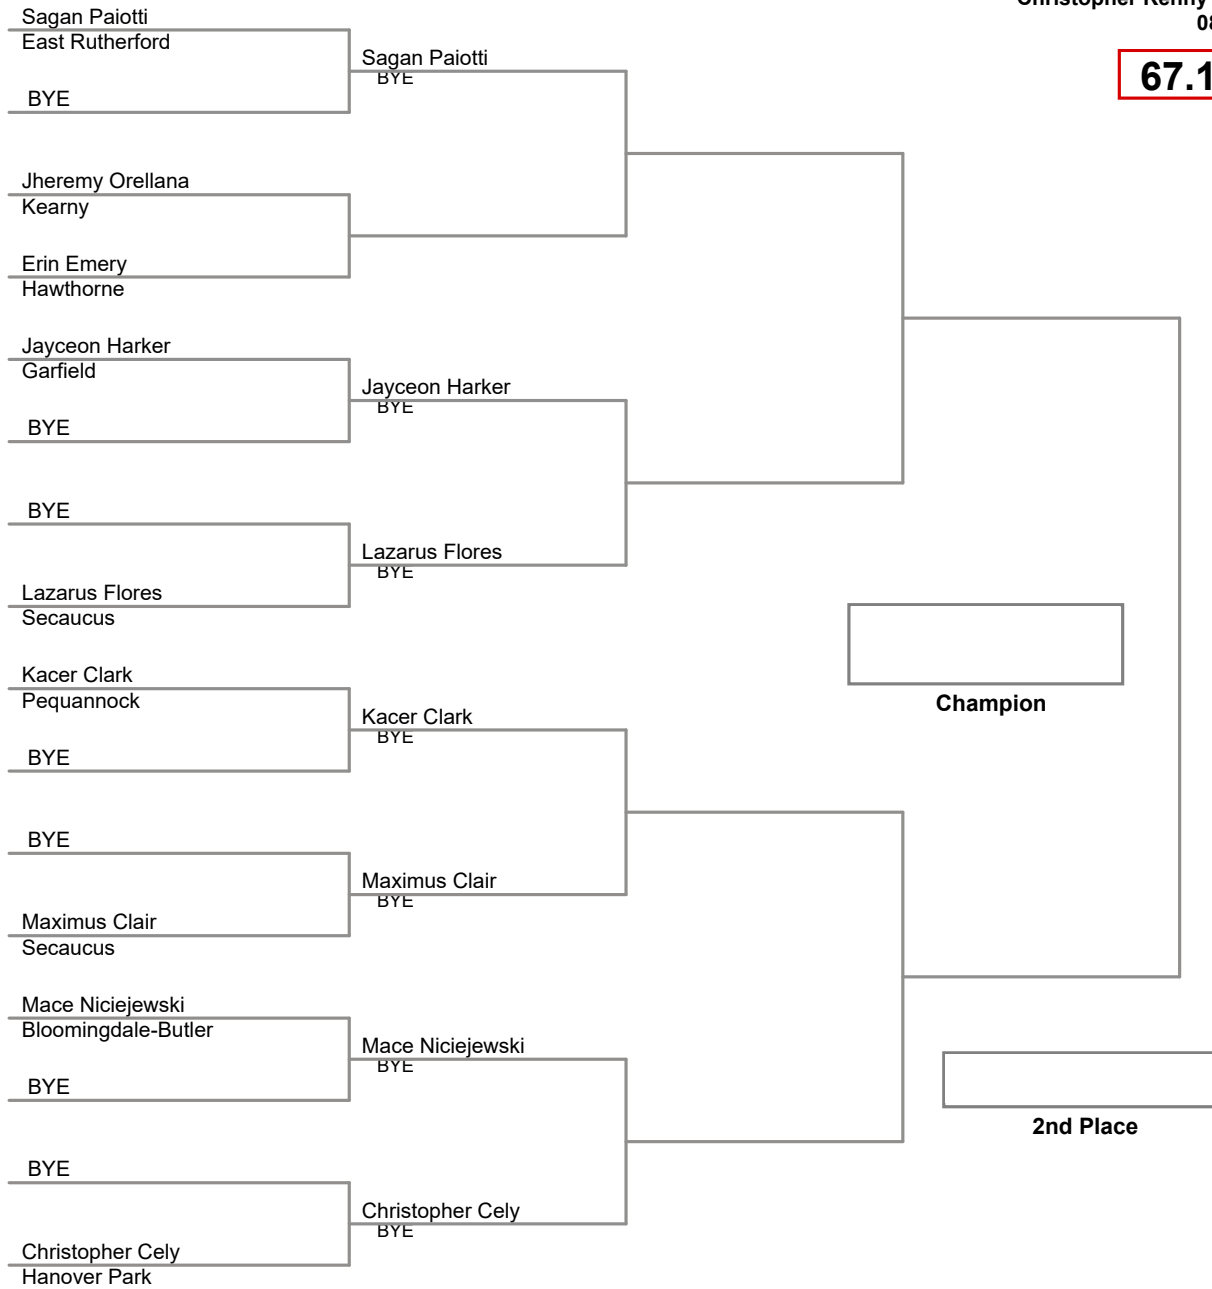 Christopher Kenny
08
67.1
Sagan Paiotti
East Rutherford
BYE
Jheremy Orellana
Kearny
Erin Emery
Hawthorne
Jayceon Harker
Garfield
BYE
BYE
Lazarus Flores
Secaucus
Kacer Clark
Pequannock
BYE
BYE
Maximus Clair
Secaucus
Mace Niciejewski
Bloomingdale-Butler
BYE
BYE
Christopher Cely
Hanover Park
Sagan Paiotti
BYE
Jayceon Harker
BYE
Lazarus Flores
BYE
Kacer Clark
BYE
Maximus Clair
BYE
Mace Niciejewski
BYE
Christopher Cely
BYE
Champion
2nd Place